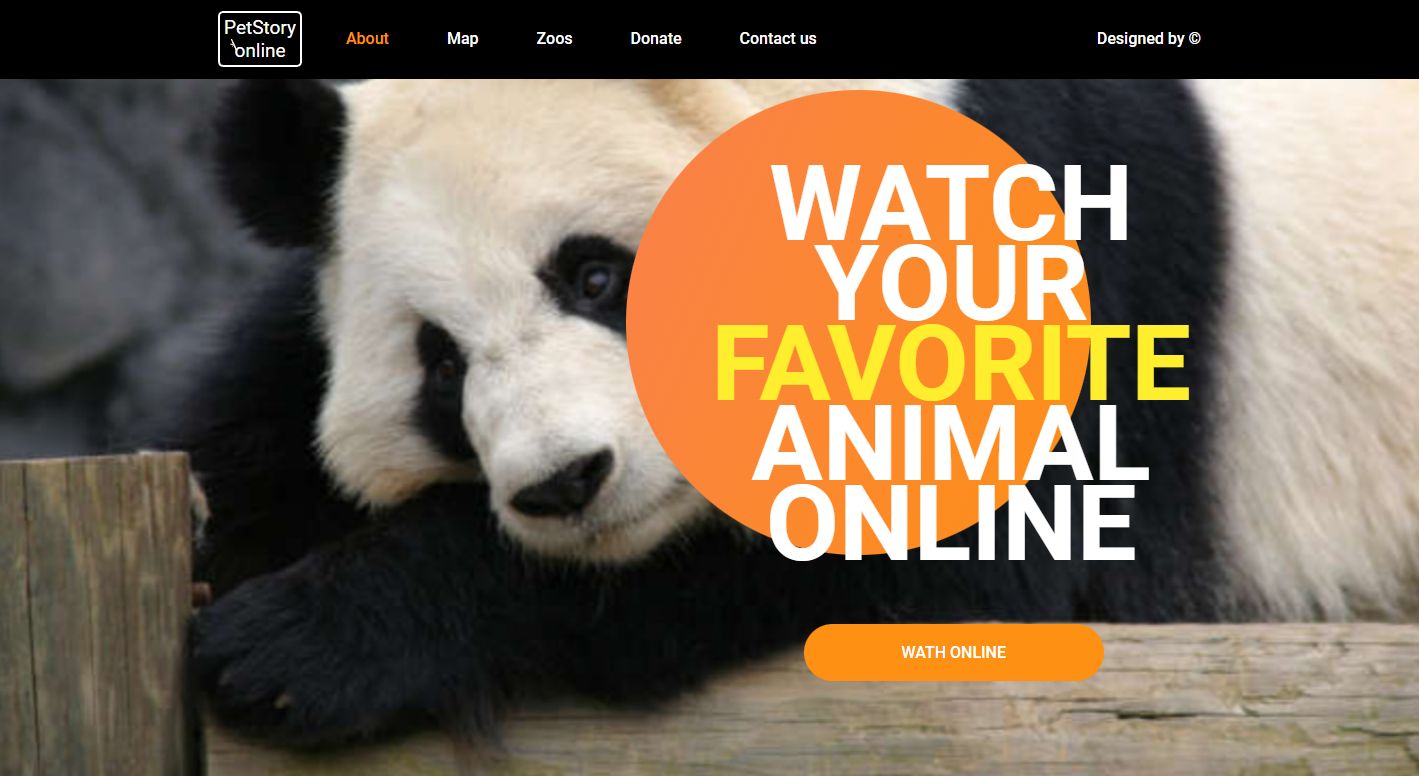 PetStory
online
About Map Zoos Donate Contact us Designed by ©
WATCH
YOUR
FAVORITE
ANIMAL
ONLINE
WATH ONLINE